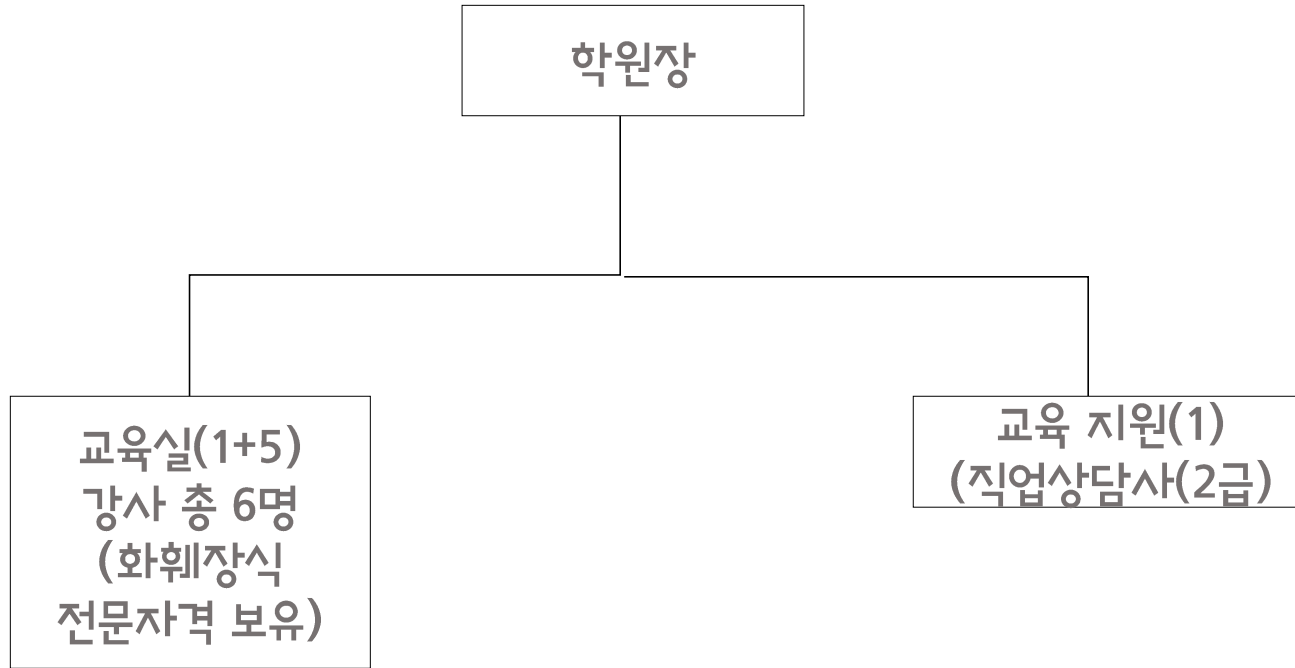 학원장
교육실(1+5)
강사 총 6명
(화훼장식
전문자격 보유)
교육 지원(1)
(직업상담사(2급)